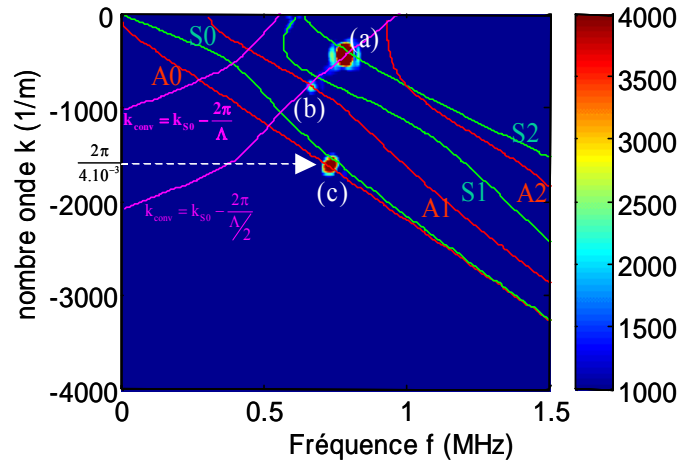 0
-1000
-2000
-3000
-4000
nombre onde k (1/m)
2π
4.10⁻³
S0
A0
(a)
(b)
(c)
S2
S1
A2
A1
k_conv = k_S0 - 2π/Λ
k_conv = k_S0 - 2π/(Λ/2)
0
0.5
1
1.5
Fréquence f (MHz)
4000
3500
3000
2500
2000
1500
1000